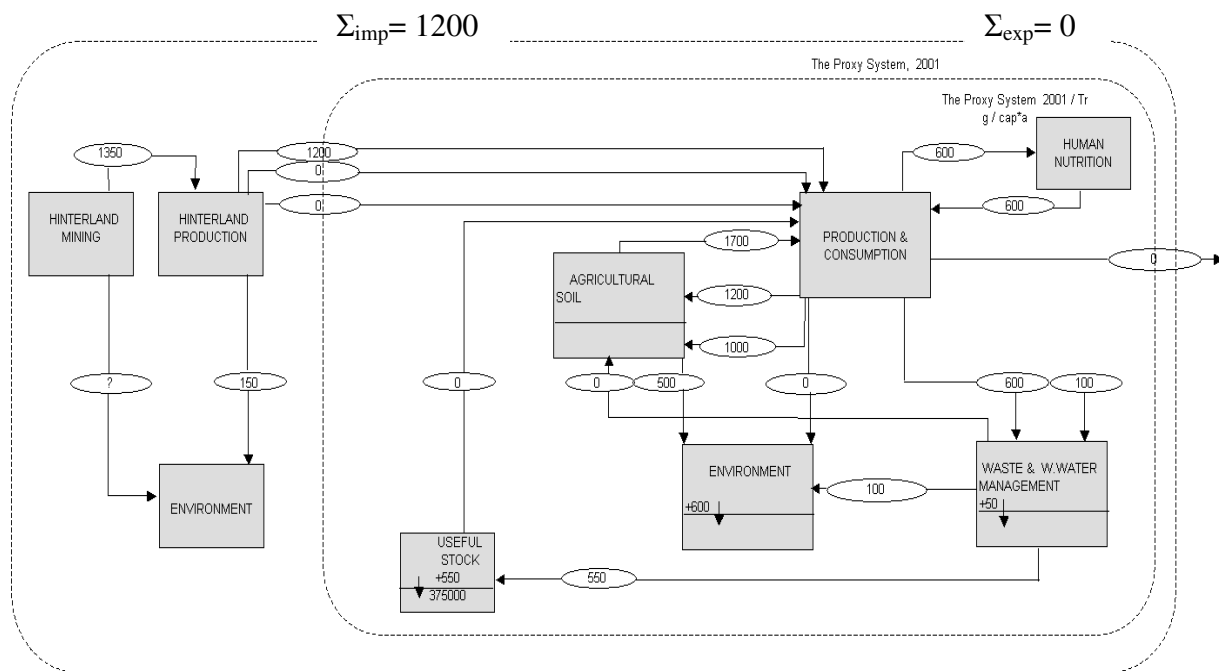 Σimp= 1200
Σexp= 0
The Proxy System, 2001
The Proxy System 2001 / Tr
g / cap*a
1350
1200
0
0
600
HUMAN
NUTRITION
600
HINTERLAND
MINING
HINTERLAND
PRODUCTION
PRODUCTION &
CONSUMPTION
1700
0
AGRICULTURAL
SOIL
1200
1000
?
150
0
0
500
0
600
100
ENVIRONMENT
ENVIRONMENT
+600
100
WASTE & W.WATER
MANAGEMENT
+50
USEFUL
STOCK
+550
375000
550